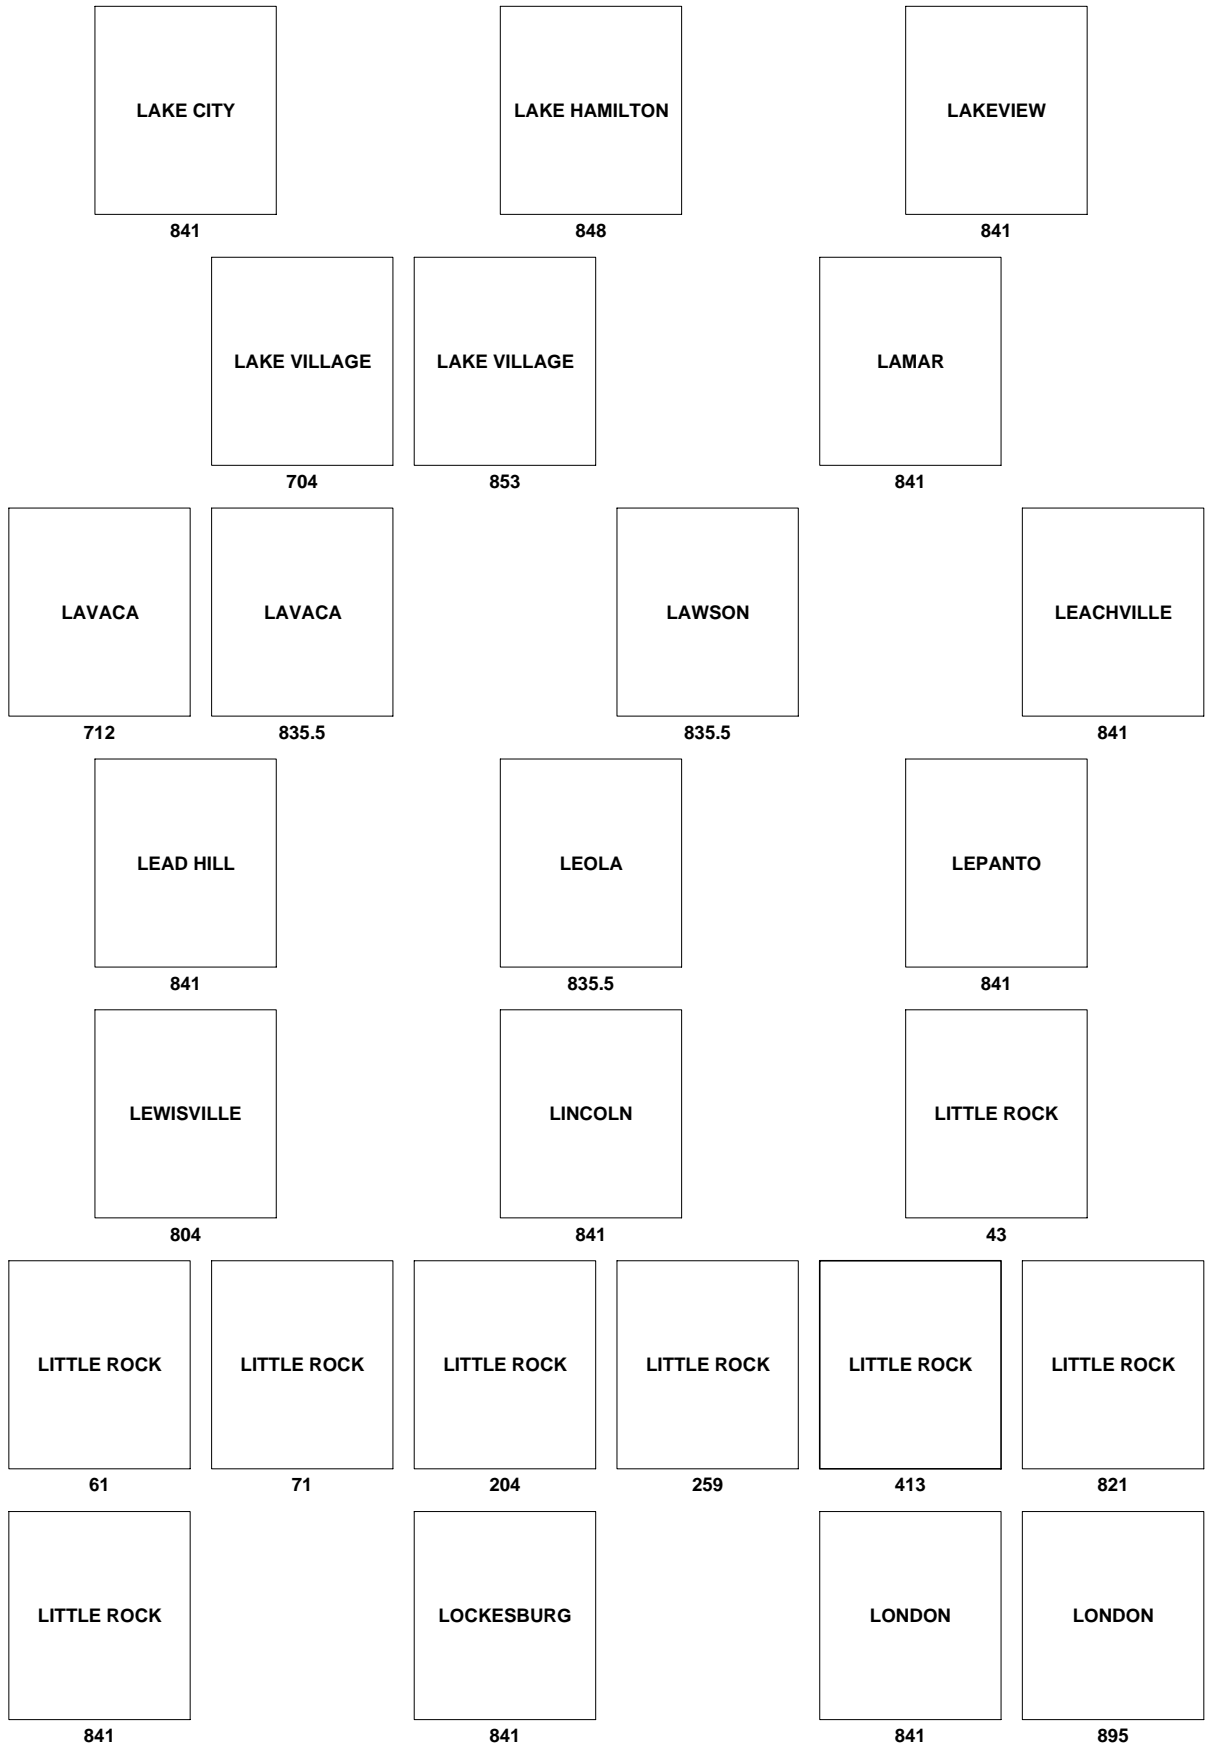 LAKE CITY
LAKE HAMILTON
LAKEVIEW
841
848
841
LAKE VILLAGE
LAKE VILLAGE
LAMAR
704
853
841
LAVACA
LAVACA
LAWSON
LEACHVILLE
712
835.5
835.5
841
LEAD HILL
LEOLA
LEPANTO
841
835.5
841
LEWISVILLE
LINCOLN
LITTLE ROCK
804
841
43
LITTLE ROCK
LITTLE ROCK
LITTLE ROCK
LITTLE ROCK
LITTLE ROCK
LITTLE ROCK
61
71
204
259
413
821
LITTLE ROCK
LOCKESBURG
LONDON
LONDON
841
841
841
895